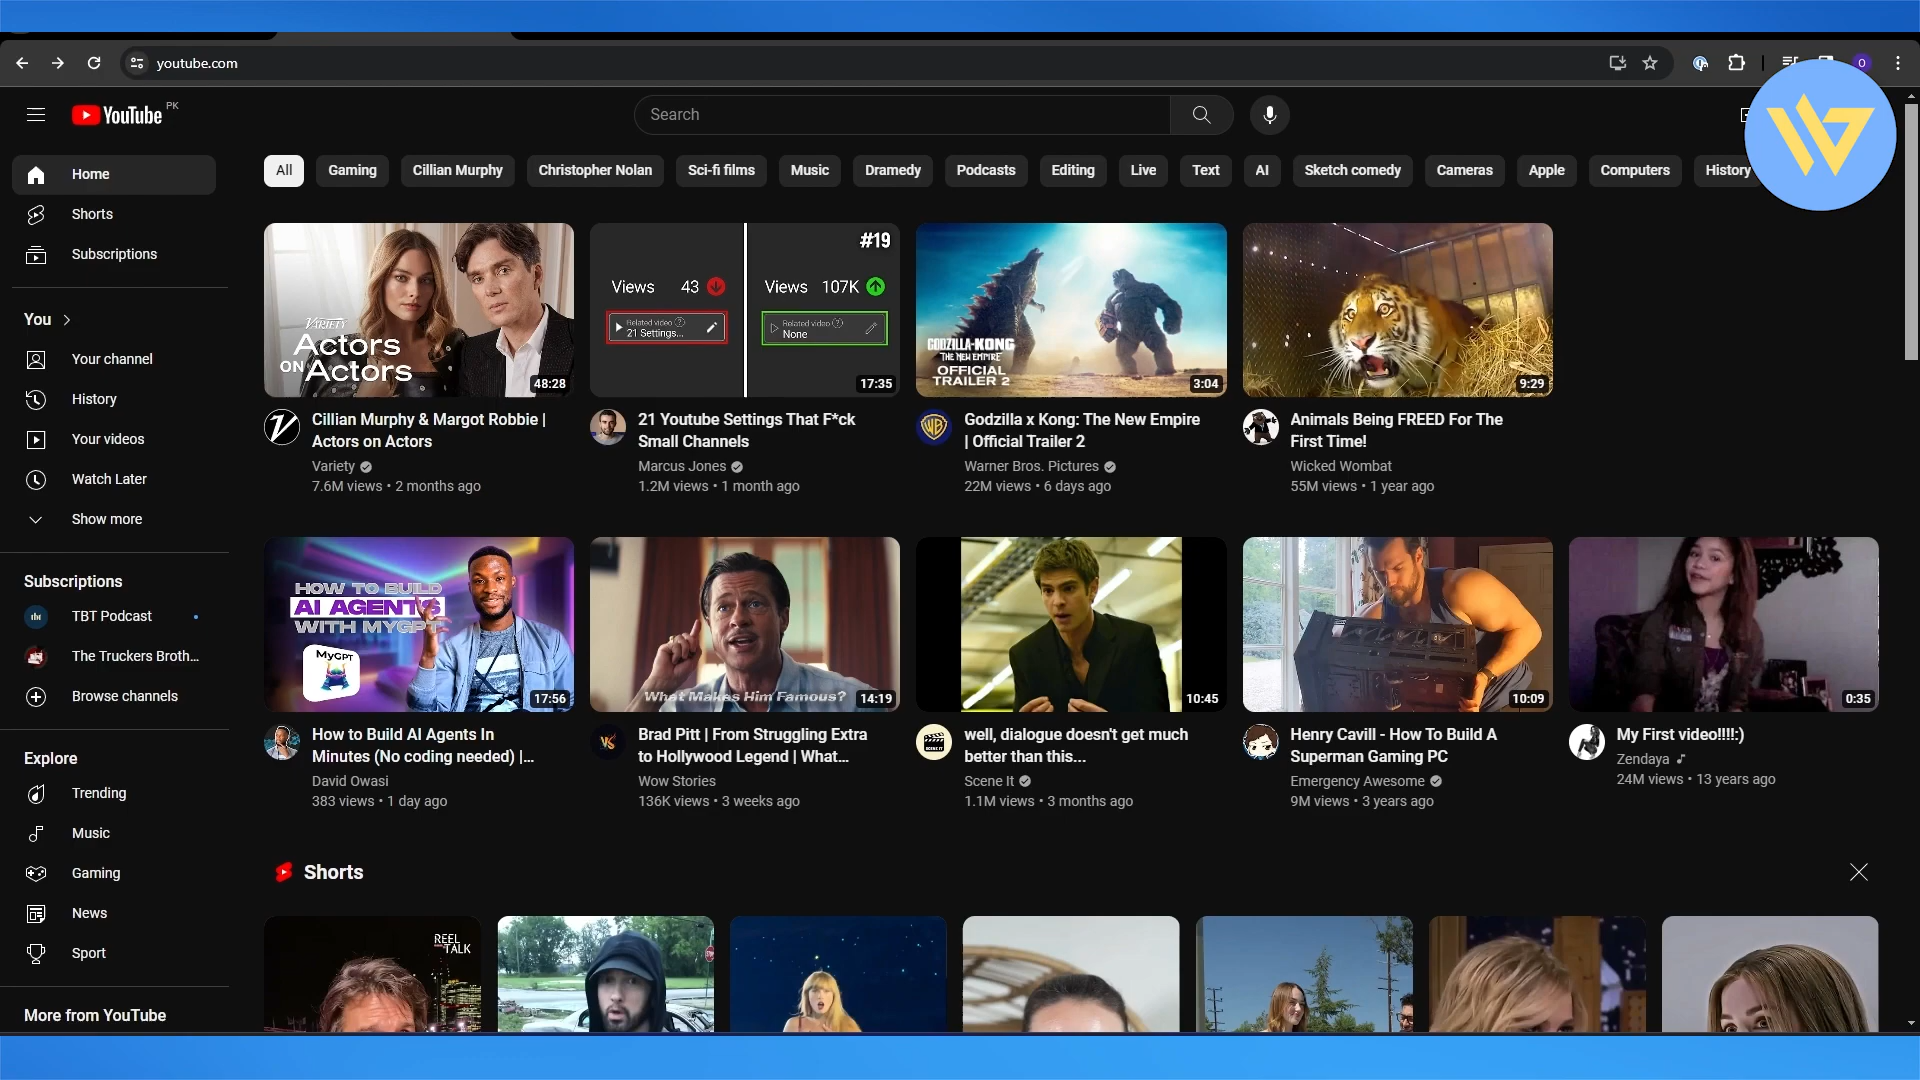 youtube.com
O
YouTube PK
Search
Home
Shorts
Subscriptions
You
Your channel
History
Your videos
Watch Later
Show more
Subscriptions
TBT Podcast
The Truckers Broth...
Browse channels
Explore
Trending
Music
Gaming
News
Sport
More from YouTube
All Gaming Cillian Murphy Christopher Nolan Sci-fi films Music Dramedy Podcasts Editing Live Text AI Sketch comedy Cameras Apple Computers History
VARIETY
Actors
ON Actors
48:28
Cillian Murphy & Margot Robbie |
Actors on Actors
Variety
7.6M views • 2 months ago
#19
Views 43
Related video
21 Settings...
Views 107K
Related video
None
17:35
21 Youtube Settings That F*ck
Small Channels
Marcus Jones
1.2M views • 1 month ago
GODZILLA KONG
THE NEW EMPIRE
OFFICIAL
TRAILER 2
3:04
Godzilla x Kong: The New Empire
| Official Trailer 2
Warner Bros. Pictures
22M views • 6 days ago
9:29
Animals Being FREED For The
First Time!
Wicked Wombat
55M views • 1 year ago
HOW TO BUILD
AI AGENTS
WITH MYGPT
MyGPT
17:56
How to Build AI Agents In
Minutes (No coding needed) |...
David Owasi
383 views • 1 day ago
What Makes Him Famous?
14:19
Brad Pitt | From Struggling Extra
to Hollywood Legend | What...
Wow Stories
136K views • 3 weeks ago
10:45
well, dialogue doesn't get much
better than this...
Scene It
1.1M views • 3 months ago
10:09
Henry Cavill - How To Build A
Superman Gaming PC
Emergency Awesome
9M views • 3 years ago
0:35
My First video!!!!:)
Zendaya
24M views • 13 years ago
Shorts
REEL
TALK